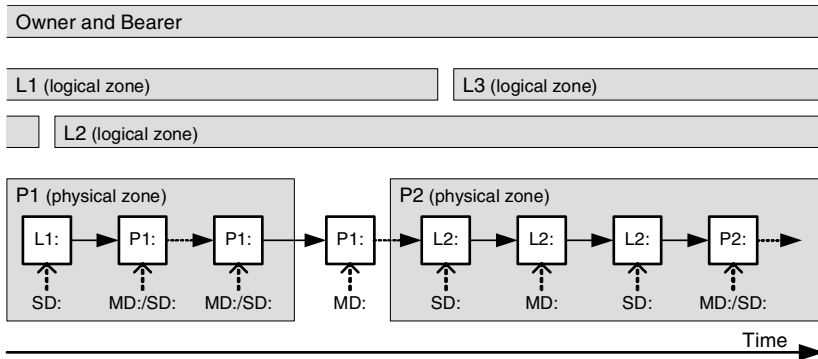 Owner and Bearer
L1 (logical zone) L3 (logical zone)
L2 (logical zone)
P1 (physical zone) P2 (physical zone)
L1: P1: P1: P1: L2: L2: L2: P2:
SD: MD:/SD: MD:/SD: MD: SD: MD: SD: MD:/SD:
Time